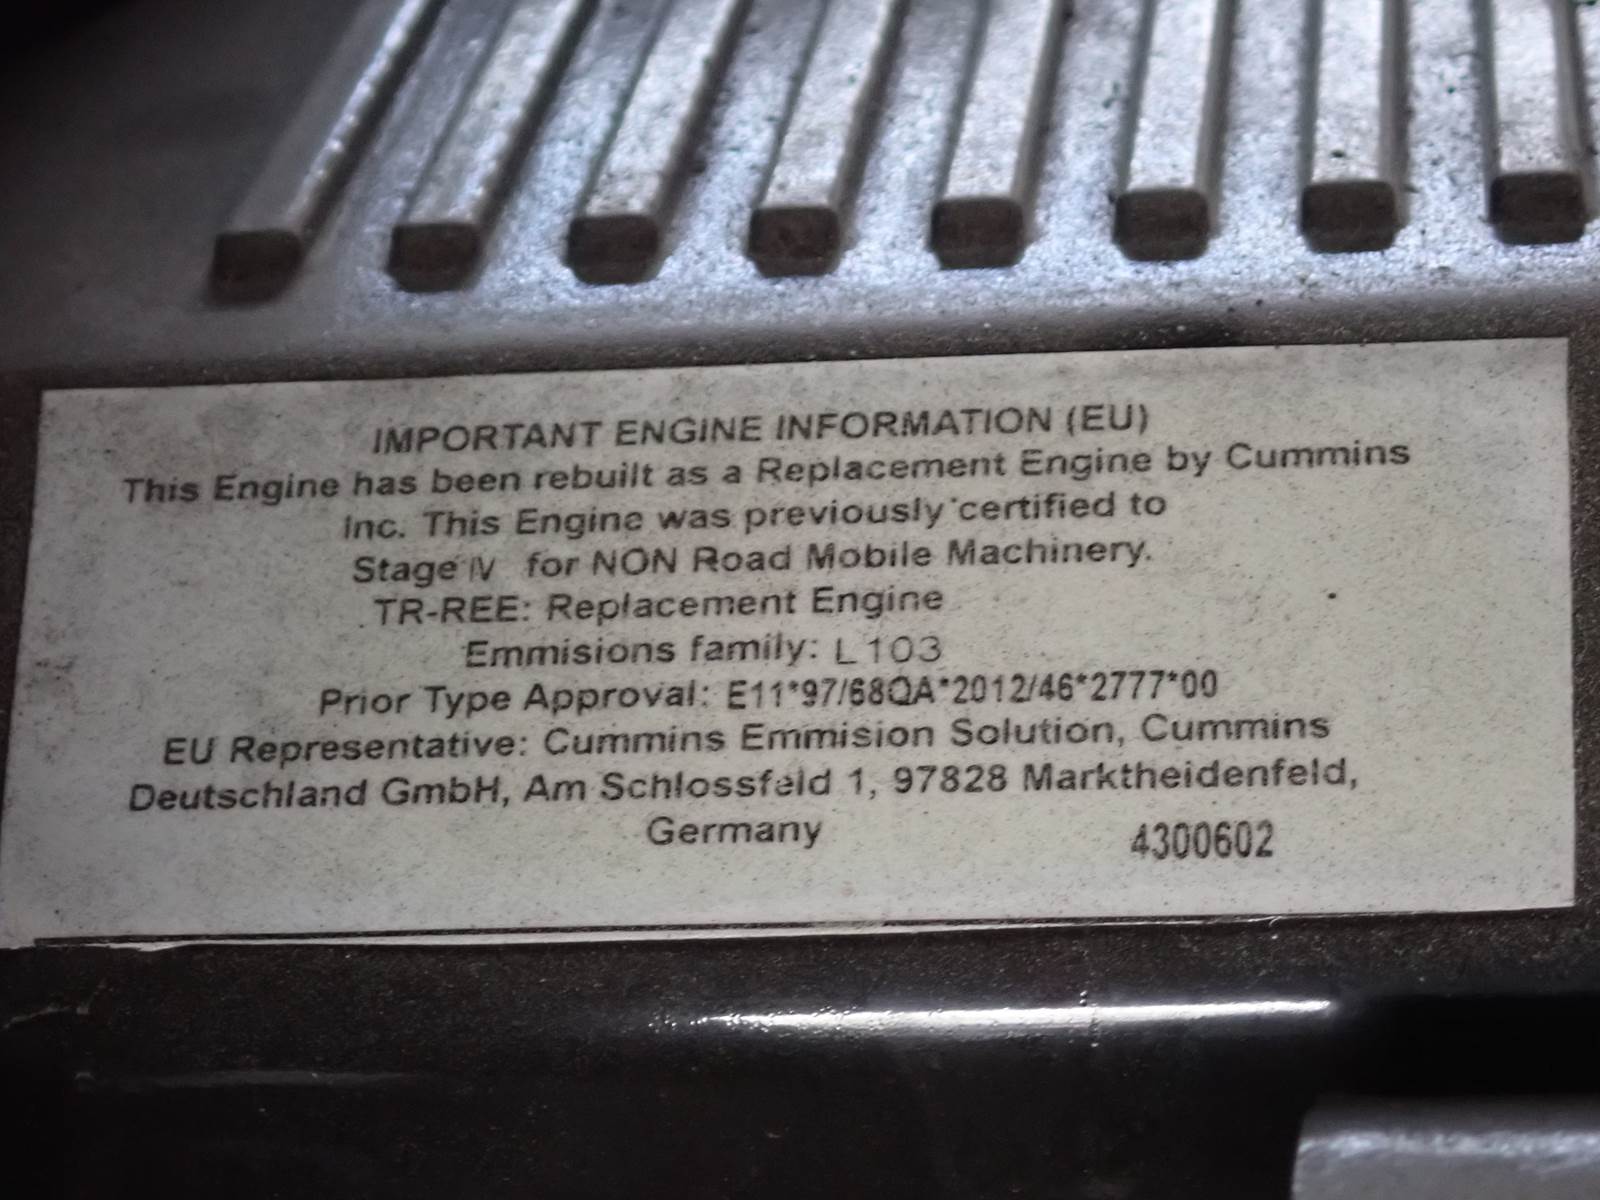 IMPORTANT ENGINE INFORMATION (EU)
This Engine has been rebuilt as a Replacement Engine by Cummins
Inc. This Engine was previously certified to
Stage IV for NON Road Mobile Machinery.
TR-REE: Replacement Engine
Emmisions family: L103
Prior Type Approval: E11*97/68QA*2012/46*2777*00
EU Representative: Cummins Emmision Solution, Cummins
Deutschland GmbH, Am Schlossfeld 1, 97828 Marktheidenfeld,
Germany 4300602